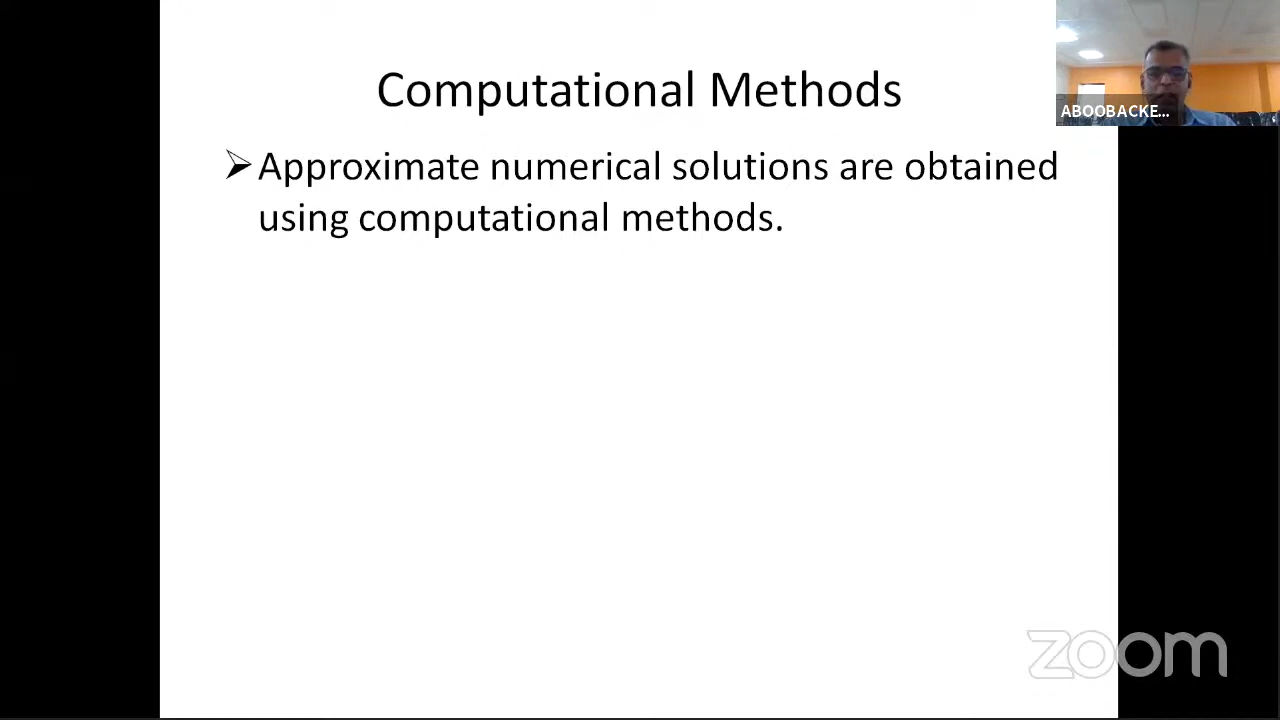 Computational Methods
ABOOBACKE...
➢Approximate numerical solutions are obtained
using computational methods.
zoom